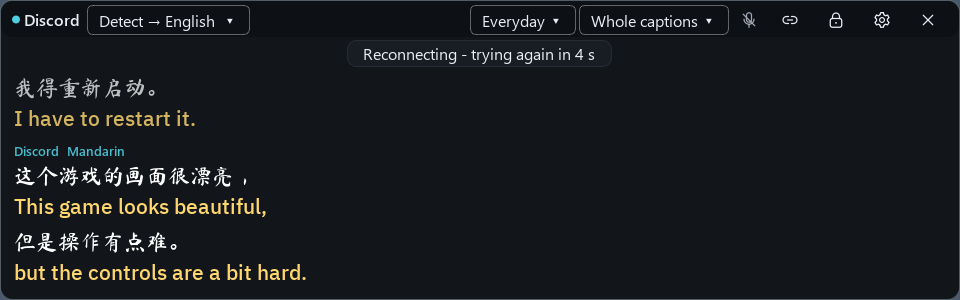 Discord Detect → English Everyday Whole captions
Reconnecting - trying again in 4 s
我得重新启动。
I have to restart it.
Discord Mandarin
这个游戏的画面很漂亮，
This game looks beautiful,
但是操作有点难。
but the controls are a bit hard.